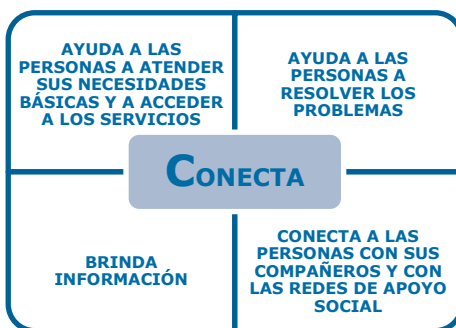 AYUDA A LAS
PERSONAS A ATENDER
SUS NECESIDADES
BÁSICAS Y A ACCEDER
A LOS SERVICIOS
AYUDA A LAS
PERSONAS A
RESOLVER LOS
PROBLEMAS
CONECTA
BRINDA
INFORMACIÓN
CONECTA A LAS
PERSONAS CON SUS
COMPAÑEROS Y CON
LAS REDES DE APOYO
SOCIAL